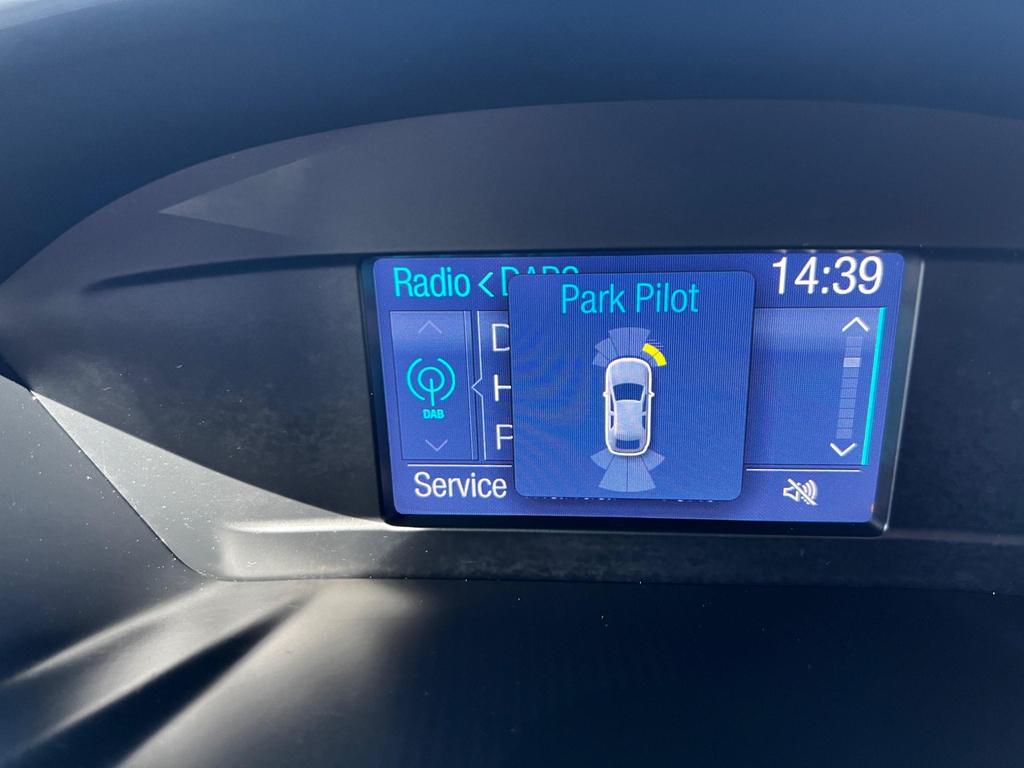 Radio <
14:39
Park Pilot
DAB
Service